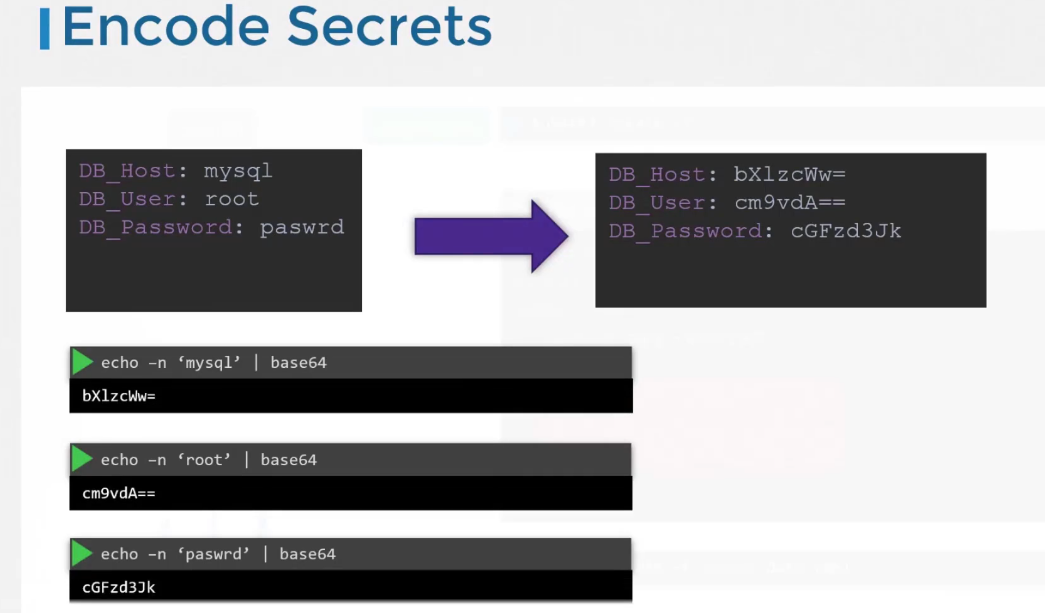 Encode Secrets
DB_Host: mysql
DB_User: root
DB_Password: paswrd
DB_Host: bXlzcWw=
DB_User: cm9vdA==
DB_Password: cGFzd3Jk
echo –n ‘mysql’ | base64
bXlzcWw=
echo –n ‘root’ | base64
cm9vdA==
echo –n ‘paswrd’ | base64
cGFzd3Jk